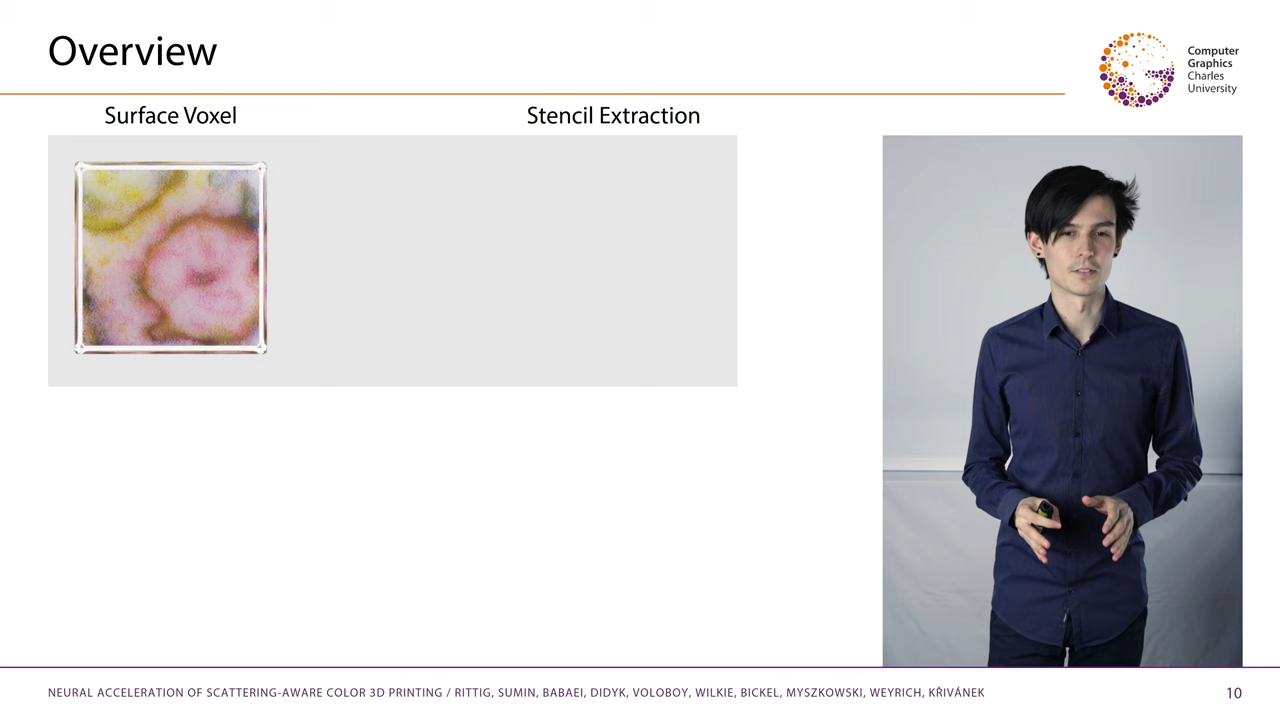 Overview
Computer
Graphics
Charles
University
Surface Voxel
Stencil Extraction
NEURAL ACCELERATION OF SCATTERING-AWARE COLOR 3D PRINTING / RITTIG, SUMIN, BABAEI, DIDYK, VOLOBOY, WILKIE, BICKEL, MYSZKOWSKI, WEYRICH, KŘIVÁNEK
10